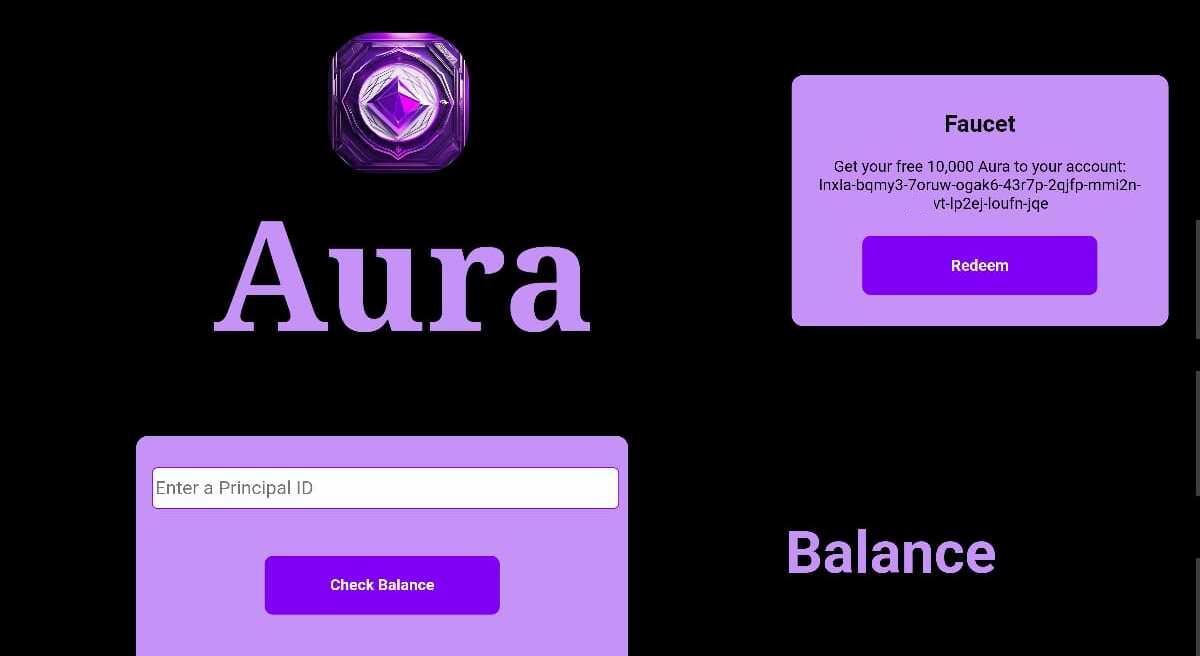 Aura
Faucet
Get your free 10,000 Aura to your account:
lnxla-bqmy3-7oruw-ogak6-43r7p-2qjfp-mmi2n-
vt-lp2ej-loufn-jqe
Redeem
Enter a Principal ID
Check Balance
Balance